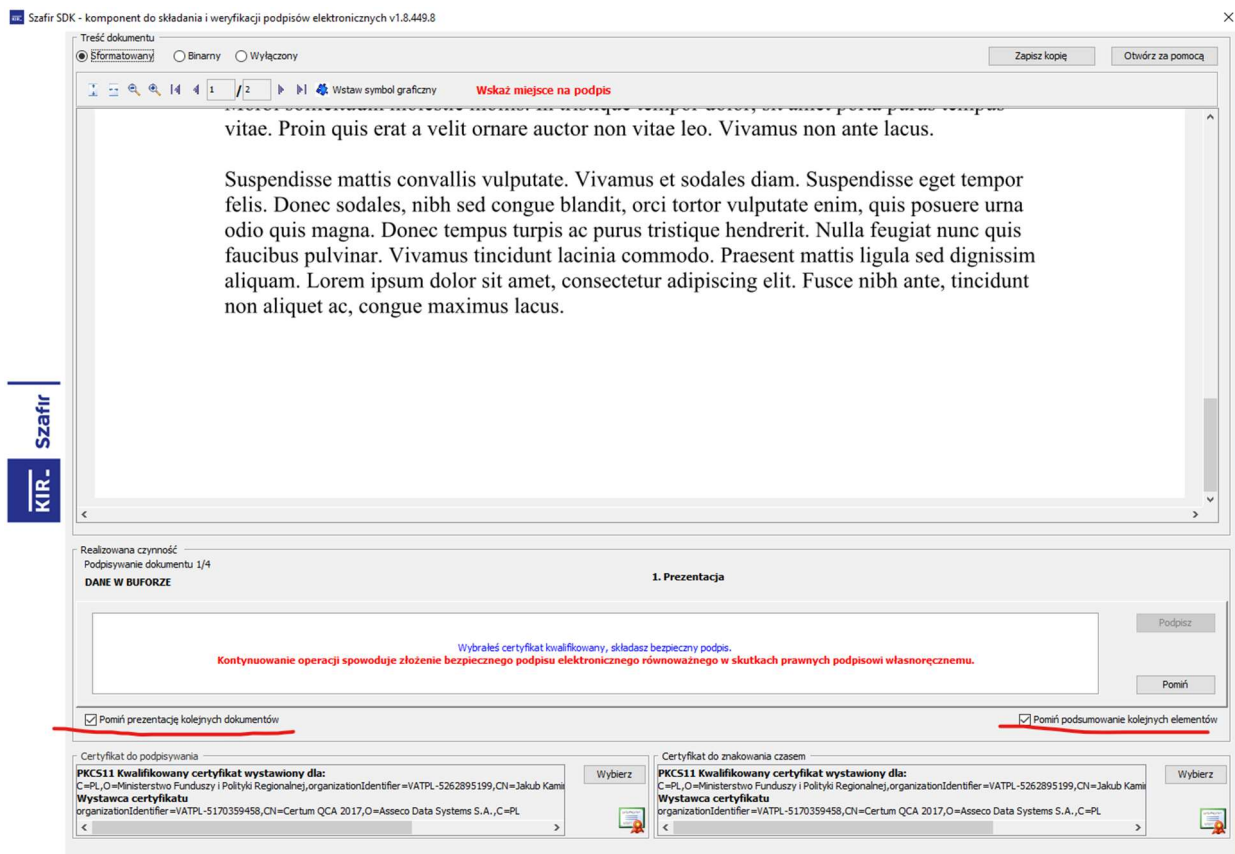 Szafir SDK - komponent do składania i weryfikacji podpisów elektronicznych v1.8.449.8
Treść dokumentu
Sformatowany Binarny Wyłączony Zapisz kopię Otwórz za pomocą
1 / 2 Wstaw symbol graficzny Wskaż miejsce na podpis
vitae. Proin quis erat a velit ornare auctor non vitae leo. Vivamus non ante lacus.
Suspendisse mattis convallis vulputate. Vivamus et sodales diam. Suspendisse eget tempor
felis. Donec sodales, nibh sed congue blandit, orci tortor vulputate enim, quis posuere urna
odio quis magna. Donec tempus turpis ac purus tristique hendrerit. Nulla feugiat nunc quis
faucibus pulvinar. Vivamus tincidunt lacinia commodo. Praesent mattis ligula sed dignissim
aliquam. Lorem ipsum dolor sit amet, consectetur adipiscing elit. Fusce nibh ante, tincidunt
non aliquet ac, congue maximus lacus.
KIR. Szafir
Realizowana czynność
Podpisywanie dokumentu 1/4
DANE W BUFORZE
1. Prezentacja
Podpisz
Wybrałeś certyfikat kwalifikowany, składasz bezpieczny podpis.
Kontynuowanie operacji spowoduje złożenie bezpiecznego podpisu elektronicznego równoważnego w skutkach prawnych podpisowi własnoręcznemu.
Pomiń
Pomiń prezentację kolejnych dokumentów
Pomiń podsumowanie kolejnych elementów
Certyfikat do podpisywania
PKCS11 Kwalifikowany certyfikat wystawiony dla:
C=PL,O=Ministerstwo Funduszy i Polityki Regionalnej,organizationIdentifier=VATPL-5262895199,CN=Jakub Kami
Wystawca certyfikatu
organizationIdentifier=VATPL-5170359458,CN=Certum QCA 2017,O=Asseco Data Systems S.A.,C=PL
Wybierz
Certyfikat do znakowania czasem
PKCS11 Kwalifikowany certyfikat wystawiony dla:
C=PL,O=Ministerstwo Funduszy i Polityki Regionalnej,organizationIdentifier=VATPL-5262895199,CN=Jakub Kami
Wystawca certyfikatu
organizationIdentifier=VATPL-5170359458,CN=Certum QCA 2017,O=Asseco Data Systems S.A.,C=PL
Wybierz